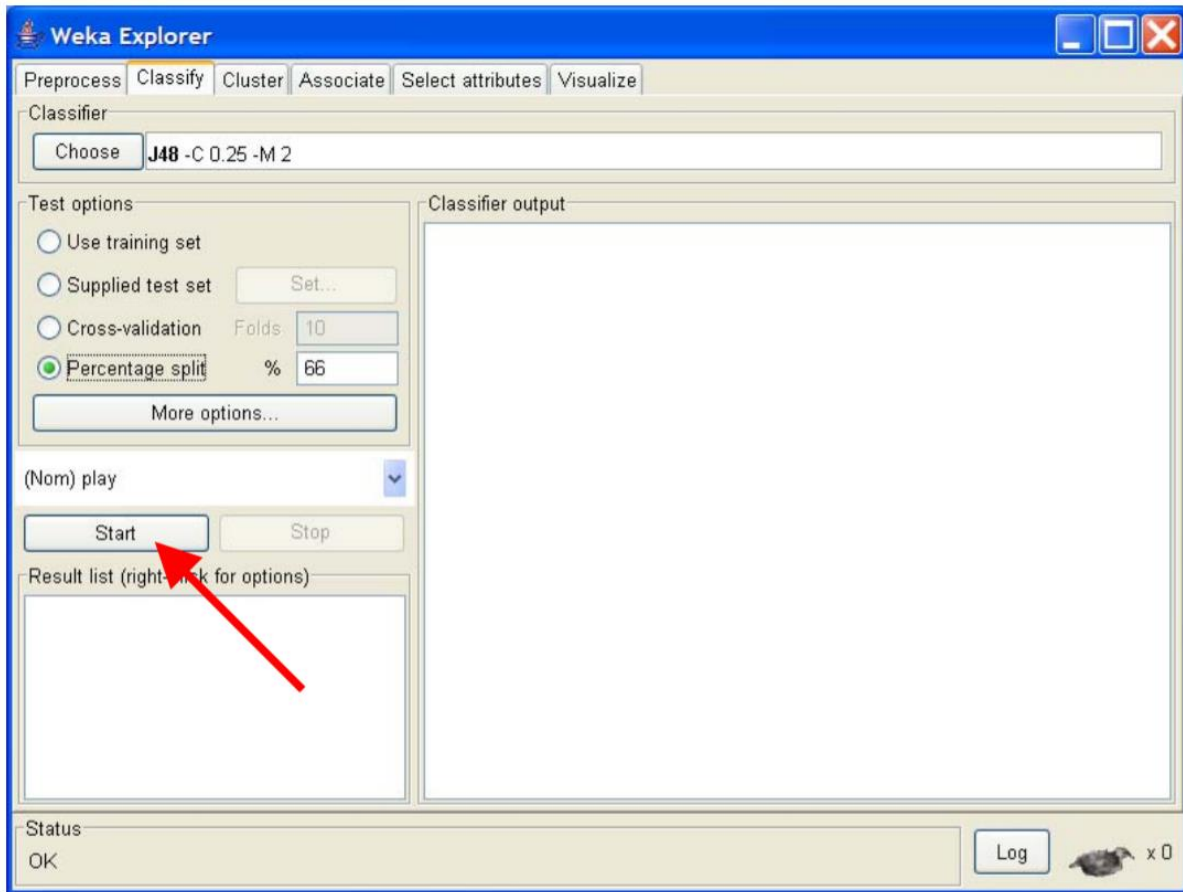 Weka Explorer
Preprocess Classify Cluster Associate Select attributes Visualize
Classifier
Choose J48 -C 0.25 -M 2
Test options
Use training set
Supplied test set Set...
Cross-validation Folds 10
Percentage split % 66
More options...
(Nom) play
Start Stop
Result list (right- for options)
Classifier output
Status
OK
Log x 0